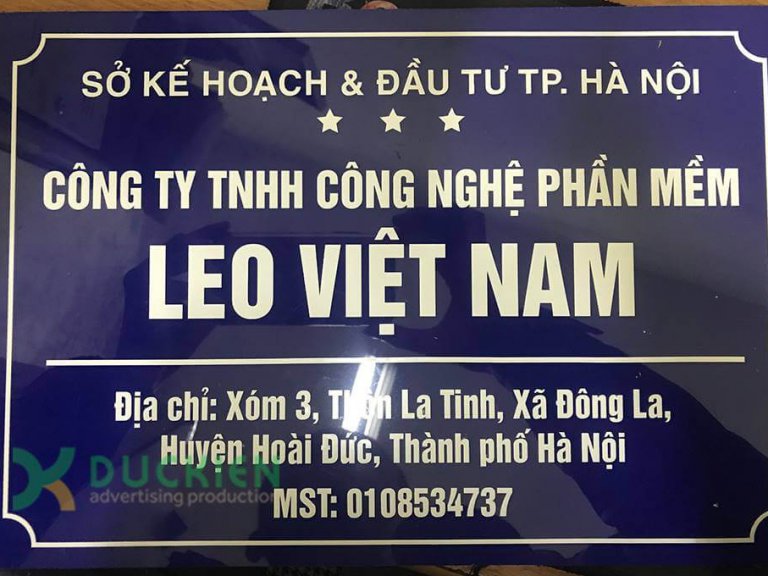 SỞ KẾ HOẠCH & ĐẦU TƯ TP. HÀ NỘI
CÔNG TY TNHH CÔNG NGHỆ PHẦN MỀM
LEO VIỆT NAM
Địa chỉ: Xóm 3, Thôn La Tinh, Xã Đông La,
Huyện Hoài Đức, Thành phố Hà Nội
DUCKIEN
advertising production
MST: 0108534737